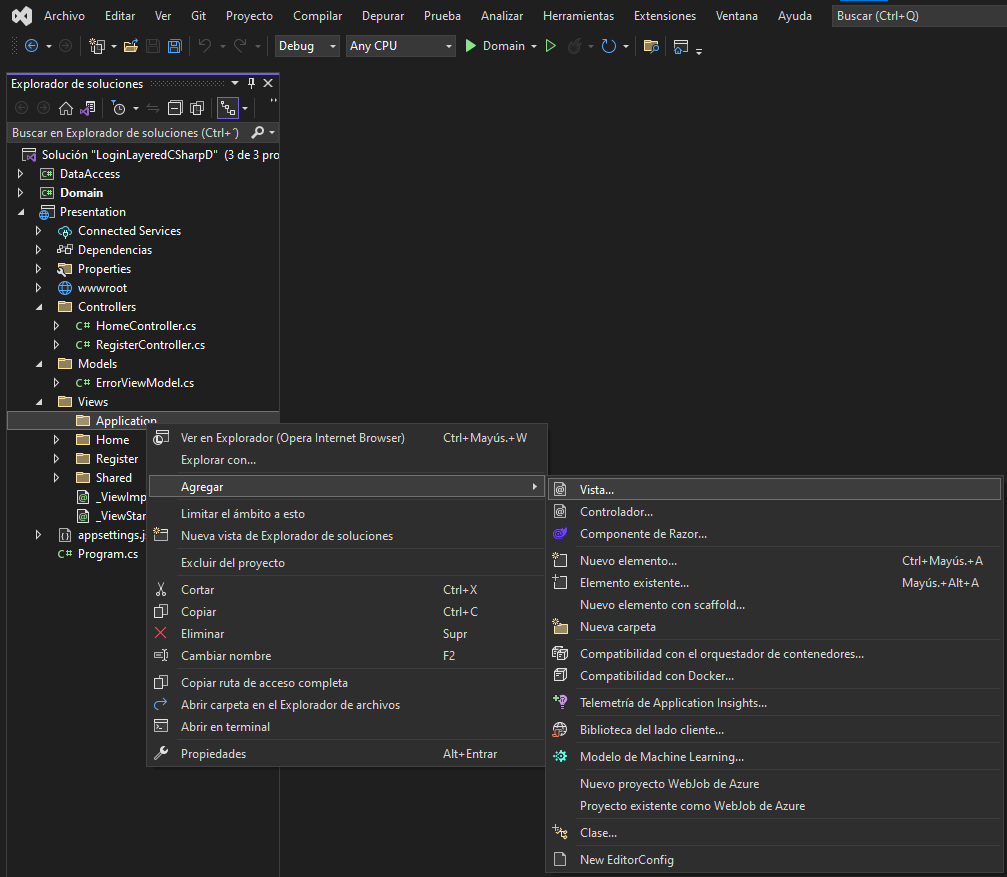 Archivo Editar Ver Git Proyecto Compilar Depurar Prueba Analizar Herramientas Extensiones Ventana Ayuda Buscar (Ctrl+Q)
Debug Any CPU Domain
Explorador de soluciones
Buscar en Explorador de soluciones (Ctrl+´)
Solución "LoginLayeredCSharpD" (3 de 3 pro
DataAccess
Domain
Presentation
Connected Services
Dependencias
Properties
wwwroot
Controllers
C# HomeController.cs
C# RegisterController.cs
Models
C# ErrorViewModel.cs
Views
Application
Home
Register
Shared
_ViewImp
_ViewStar
appsettings.js
C# Program.cs
Ver en Explorador (Opera Internet Browser) Ctrl+Mayús.+W
Explorar con...
Agregar
Limitar el ámbito a esto
Nueva vista de Explorador de soluciones
Excluir del proyecto
Cortar Ctrl+X
Copiar Ctrl+C
Eliminar Supr
Cambiar nombre F2
Copiar ruta de acceso completa
Abrir carpeta en el Explorador de archivos
Abrir en terminal
Propiedades Alt+Entrar
Vista...
Controlador...
Componente de Razor...
Nuevo elemento... Ctrl+Mayús.+A
Elemento existente... Mayús.+Alt+A
Nuevo elemento con scaffold...
Nueva carpeta
Compatibilidad con el orquestador de contenedores...
Compatibilidad con Docker...
Telemetría de Application Insights...
Biblioteca del lado cliente...
Modelo de Machine Learning...
Nuevo proyecto WebJob de Azure
Proyecto existente como WebJob de Azure
Clase...
New EditorConfig